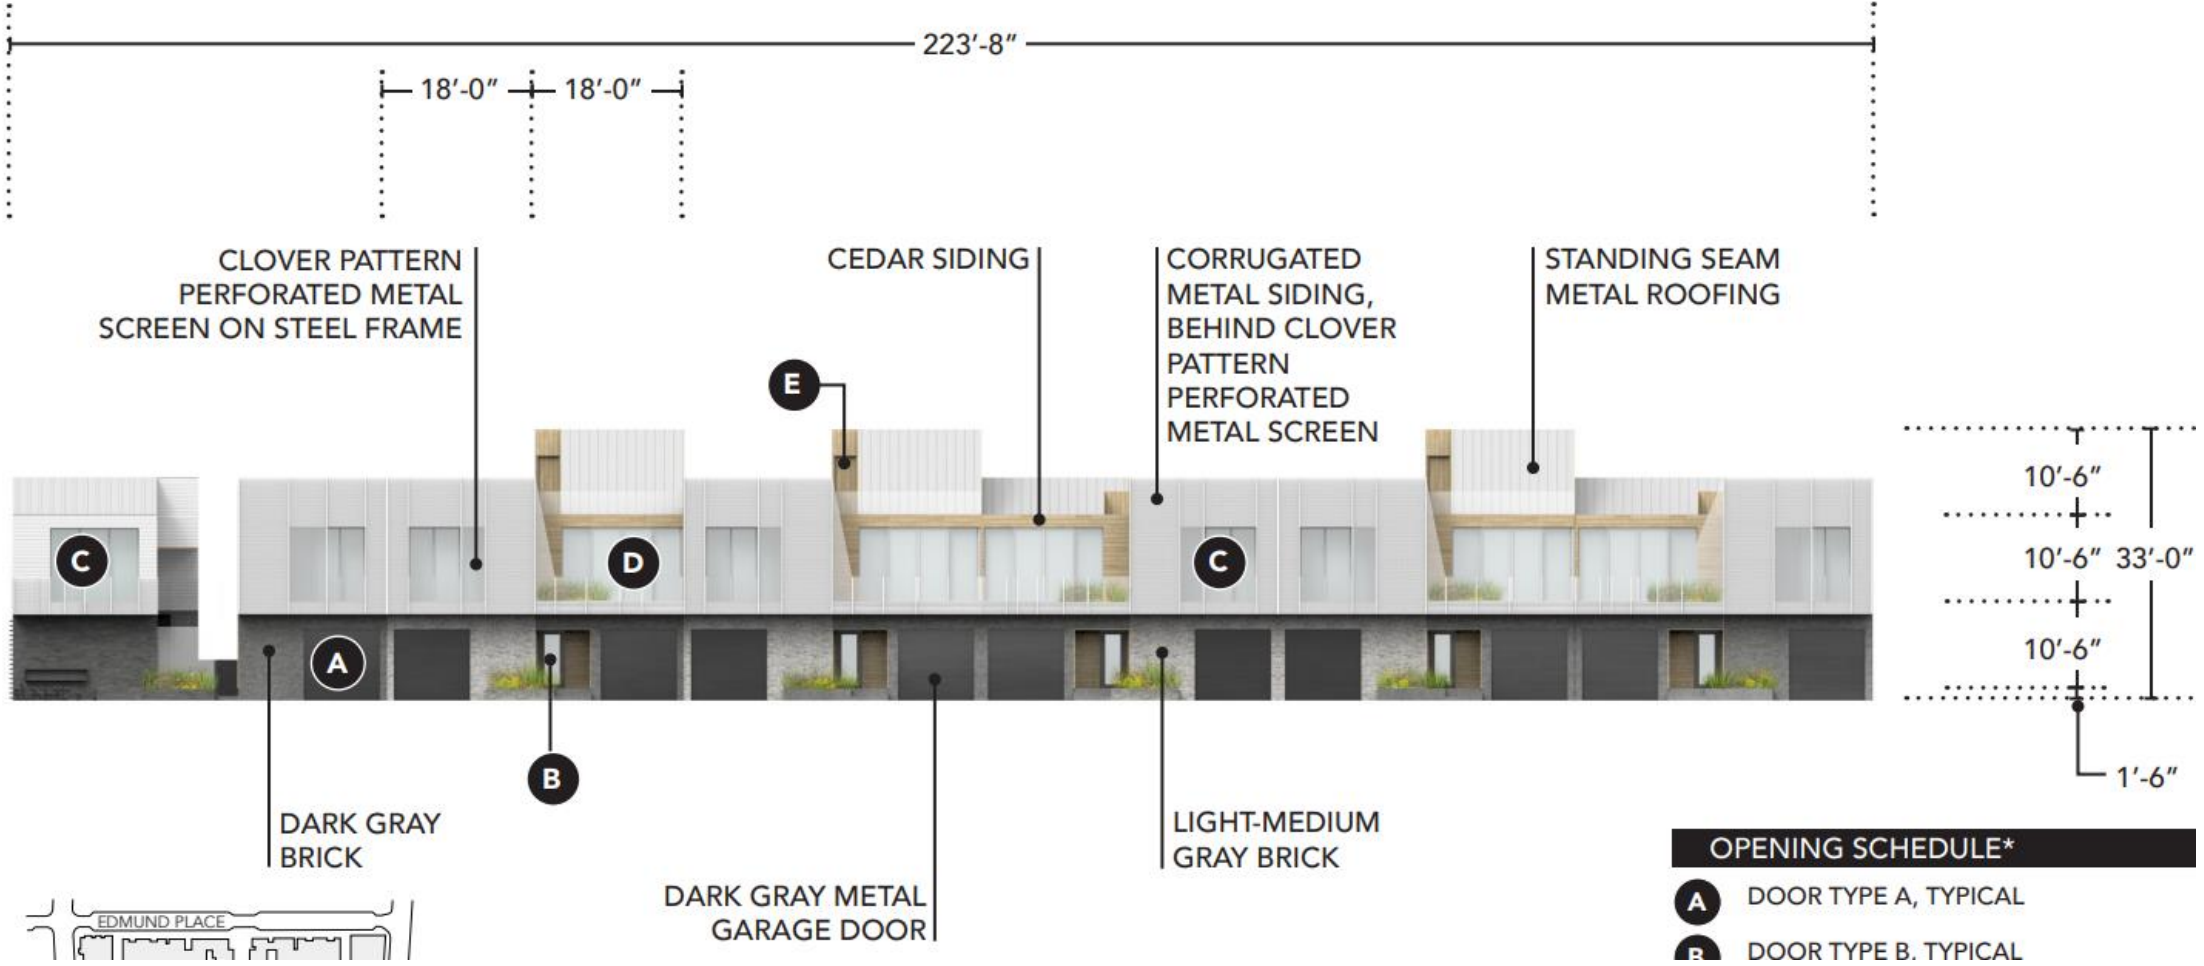 223'-8"
18'-0"
18'-0"
CLOVER PATTERN
PERFORATED METAL
SCREEN ON STEEL FRAME
CEDAR SIDING
CORRUGATED
METAL SIDING,
BEHIND CLOVER
PATTERN
PERFORATED
METAL SCREEN
STANDING SEAM
METAL ROOFING
E
C
D
C
A
B
10'-6"
10'-6"
33'-0"
10'-6"
1'-6"
DARK GRAY
BRICK
LIGHT-MEDIUM
GRAY BRICK
DARK GRAY METAL
GARAGE DOOR
EDMUND PLACE
OPENING SCHEDULE*
A DOOR TYPE A, TYPICAL
B DOOR TYPE B, TYPICAL